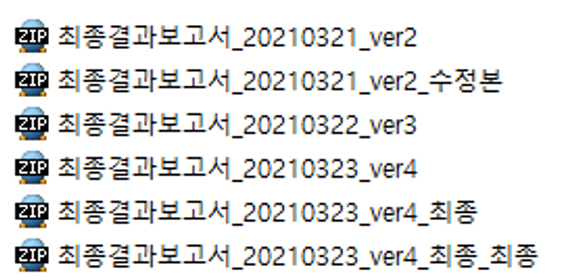 ZIP 최종결과보고서_20210321_ver2
ZIP 최종결과보고서_20210321_ver2_수정본
ZIP 최종결과보고서_20210322_ver3
ZIP 최종결과보고서_20210323_ver4
ZIP 최종결과보고서_20210323_ver4_최종
ZIP 최종결과보고서_20210323_ver4_최종_최종